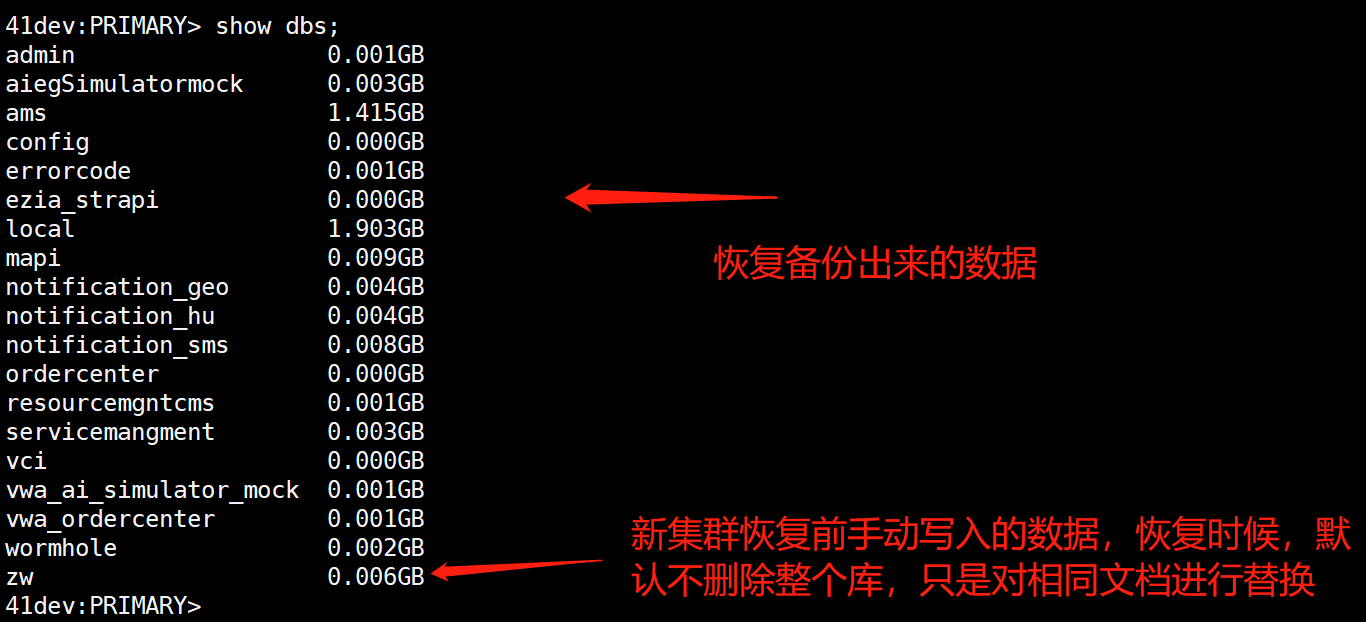 41dev:PRIMARY> show dbs;
admin 0.001GB
aiegSimulatormock 0.003GB
ams 1.415GB
config 0.000GB
errorcode 0.001GB
ezia_strapi 0.000GB
local 1.903GB
mapi 0.009GB
恢复备份出来的数据
notification_geo 0.004GB
notification_hu 0.004GB
notification_sms 0.008GB
ordercenter 0.000GB
resourcemgntcms 0.001GB
servicemangment 0.003GB
vci 0.000GB
vwa_ai_simulator_mock 0.001GB
vwa_ordercenter 0.001GB
wormhole 0.002GB
zw 0.006GB
新集群恢复前手动写入的数据，恢复时候，默
认不删除整个库，只是对相同文档进行替换
41dev:PRIMARY>